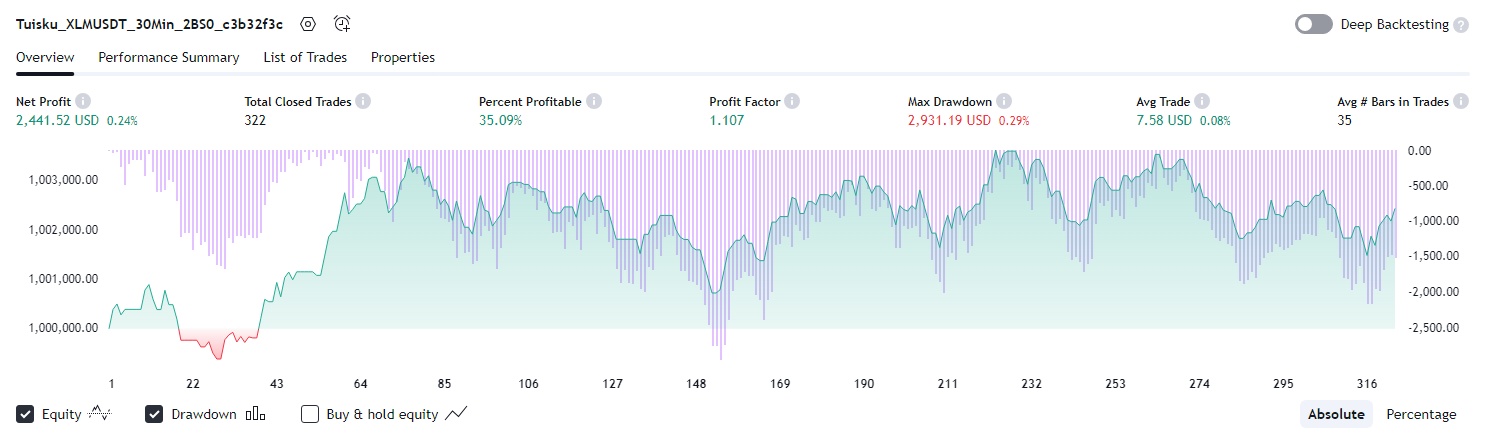 Tuisku_XLMUSDT_30Min_2BS0_c3b32f3c Deep Backtesting ?
Overview Performance Summary List of Trades Properties
Net Profit Total Closed Trades Percent Profitable Profit Factor Max Drawdown Avg Trade Avg # Bars in Trades
2,441.52 USD 0.24% 322 35.09% 1.107 2,931.19 USD 0.29% 7.58 USD 0.08% 35
0.00
1,003,000.00 -500.00
1,002,000.00 -1,000.00
1,001,000.00 -1,500.00
-2,000.00
1,000,000.00 -2,500.00
1 22 43 64 85 106 127 148 169 190 211 232 253 274 295 316
Equity Drawdown Buy & hold equity Absolute Percentage